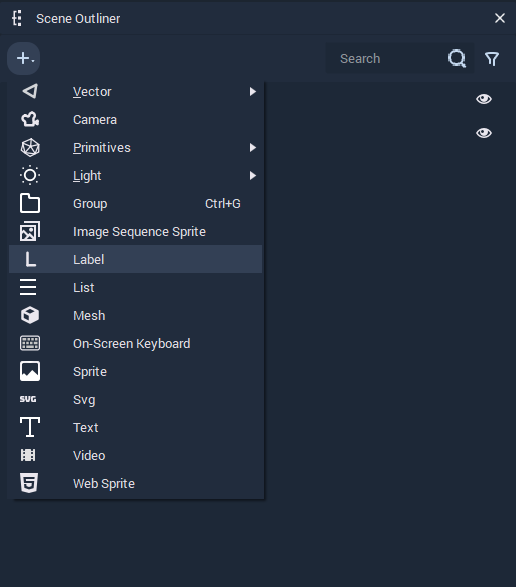 Scene Outliner
Search
Vector
Camera
Primitives
Light
Group Ctrl+G
Image Sequence Sprite
L Label
List
Mesh
On-Screen Keyboard
Sprite
SVG Svg
T Text
Video
5 Web Sprite